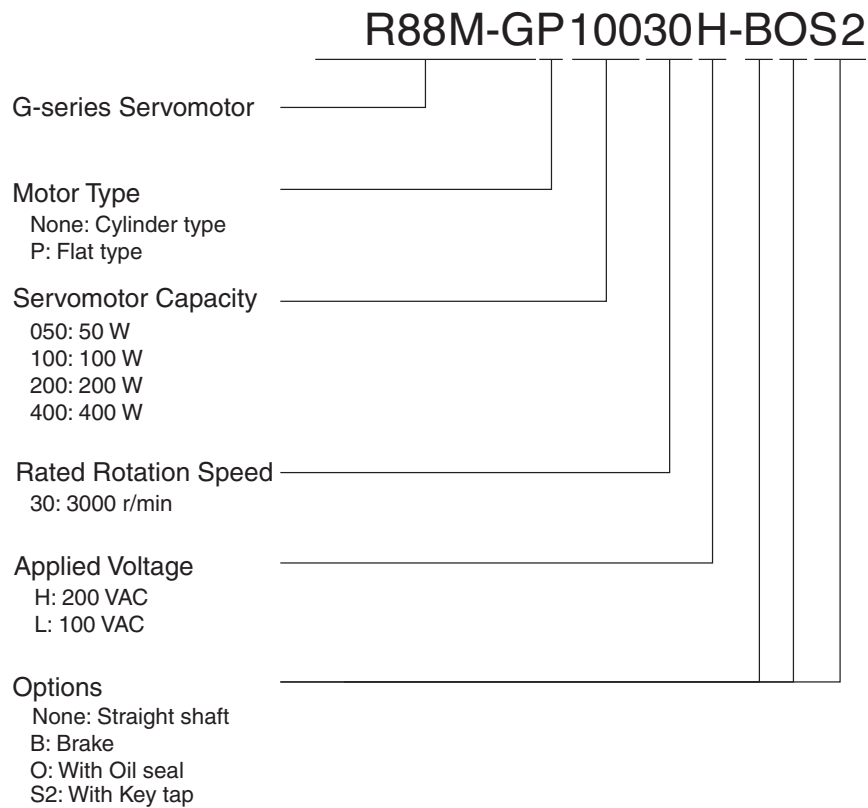 R88M-GP10030H-BOS2
G-series Servomotor
Motor Type
None: Cylinder type
P: Flat type
Servomotor Capacity
050: 50 W
100: 100 W
200: 200 W
400: 400 W
Rated Rotation Speed
30: 3000 r/min
Applied Voltage
H: 200 VAC
L: 100 VAC
Options
None: Straight shaft
B: Brake
O: With Oil seal
S2: With Key tap